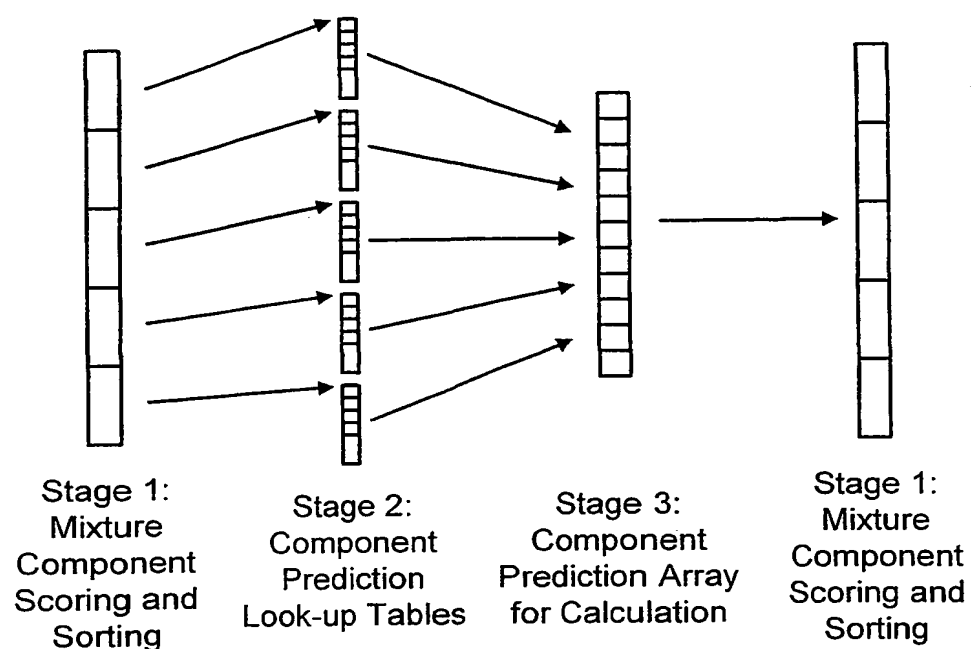 Stage 1:
Mixture
Component
Scoring and
Sorting
Stage 2:
Component
Prediction
Look-up Tables
Stage 3:
Component
Prediction Array
for Calculation
Stage 1:
Mixture
Component
Scoring and
Sorting